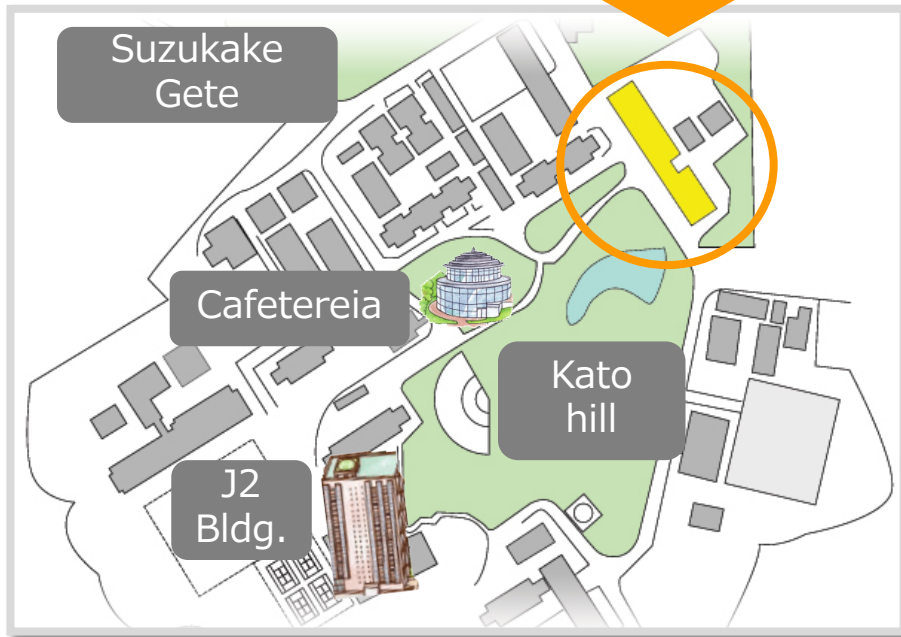 Suzukake
Gete
Cafetereia
Kato
hill
J2
Bldg.